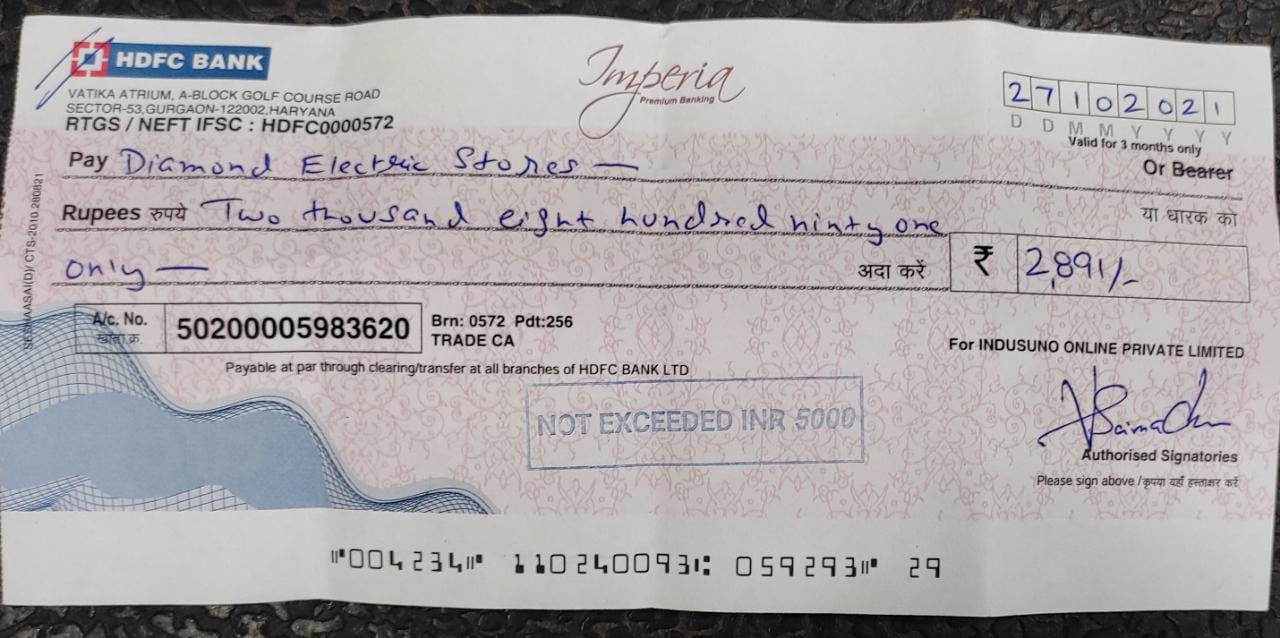 HDFC BANK
Imperia
Premium Banking
VATIKA ATRIUM, A-BLOCK GOLF COURSE ROAD
SECTOR-53,GURGAON-122002,HARYANA
RTGS / NEFT IFSC : HDFC0000572
27102021
D D M M Y Y Y Y
Valid for 3 months only
Pay Diamond Electric Stores —
Or Bearer
Rupees रुपये Two thousand eight hundred ninty one
या धारक को
only —
अदा करें
₹ 2,891/-
A/c. No.
खाता क्र.
50200005983620
Brn: 0572 Pdt:256
TRADE CA
Payable at par through clearing/transfer at all branches of HDFC BANK LTD
For INDUSUNO ONLINE PRIVATE LIMITED
NOT EXCEEDED INR 5000
Authorised Signatories
Please sign above /कृपया यहाँ हस्ताक्षर करें
⑈004234⑈ 110240093⑆ 059293⑈ 29
CTS-2010